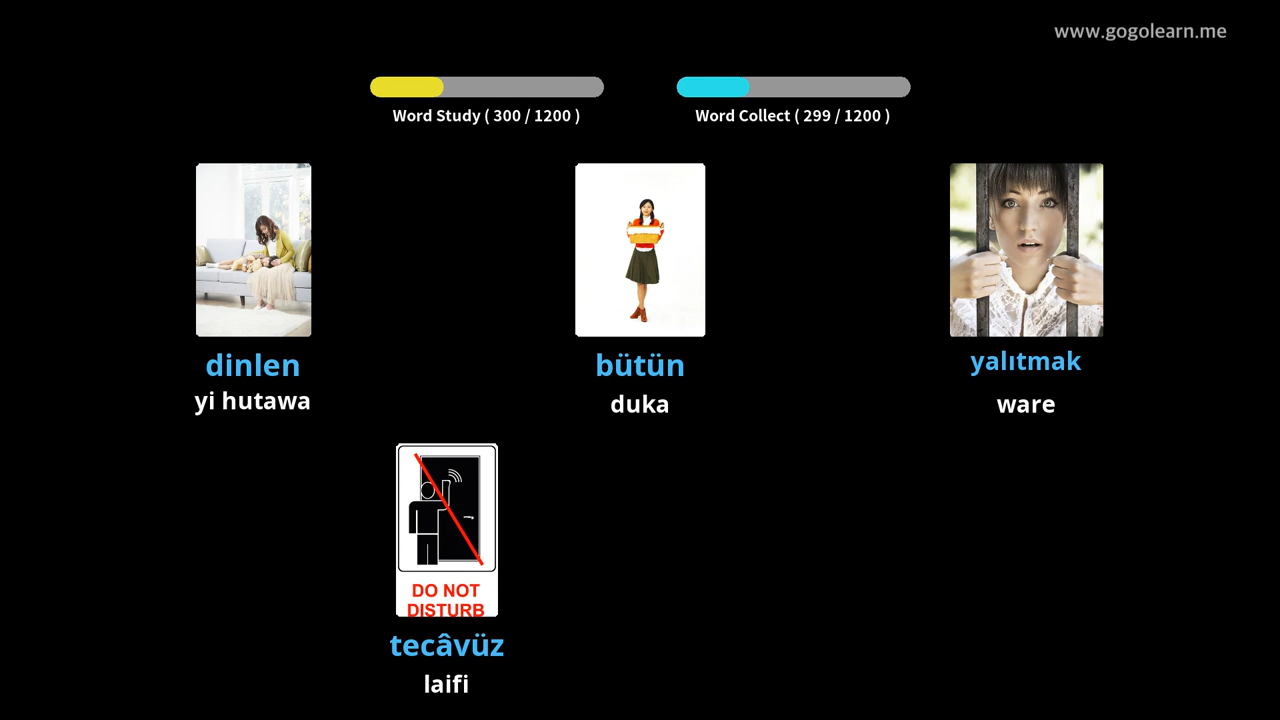 www.gogolearn.me
Word Study ( 300 / 1200 )
Word Collect ( 299 / 1200 )
dinlen
yi hutawa
bütün
duka
yalıtmak
ware
DO NOT
DISTURB
tecâvüz
laifi